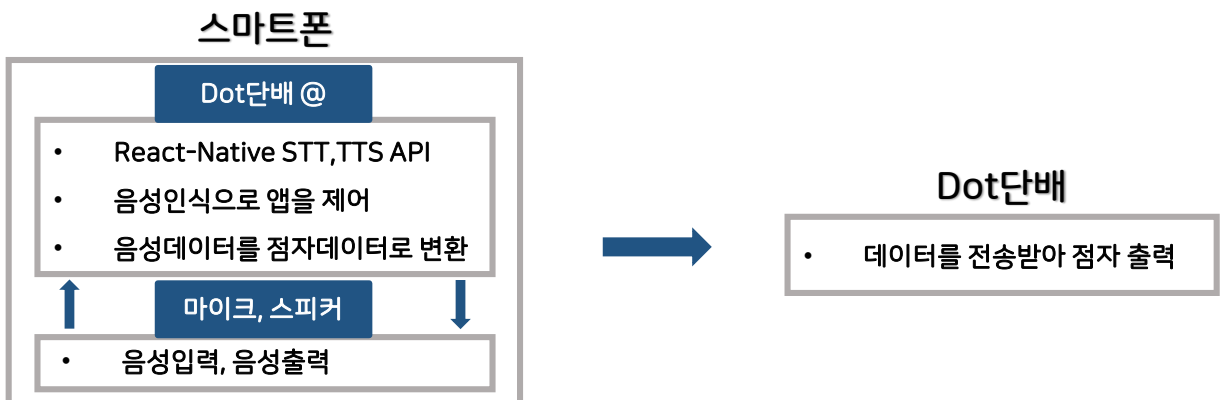 스마트폰
Dot단배 @
• React-Native STT,TTS API
• 음성인식으로 앱을 제어
• 음성데이터를 점자데이터로 변환
마이크, 스피커
• 음성입력, 음성출력
Dot단배
• 데이터를 전송받아 점자 출력